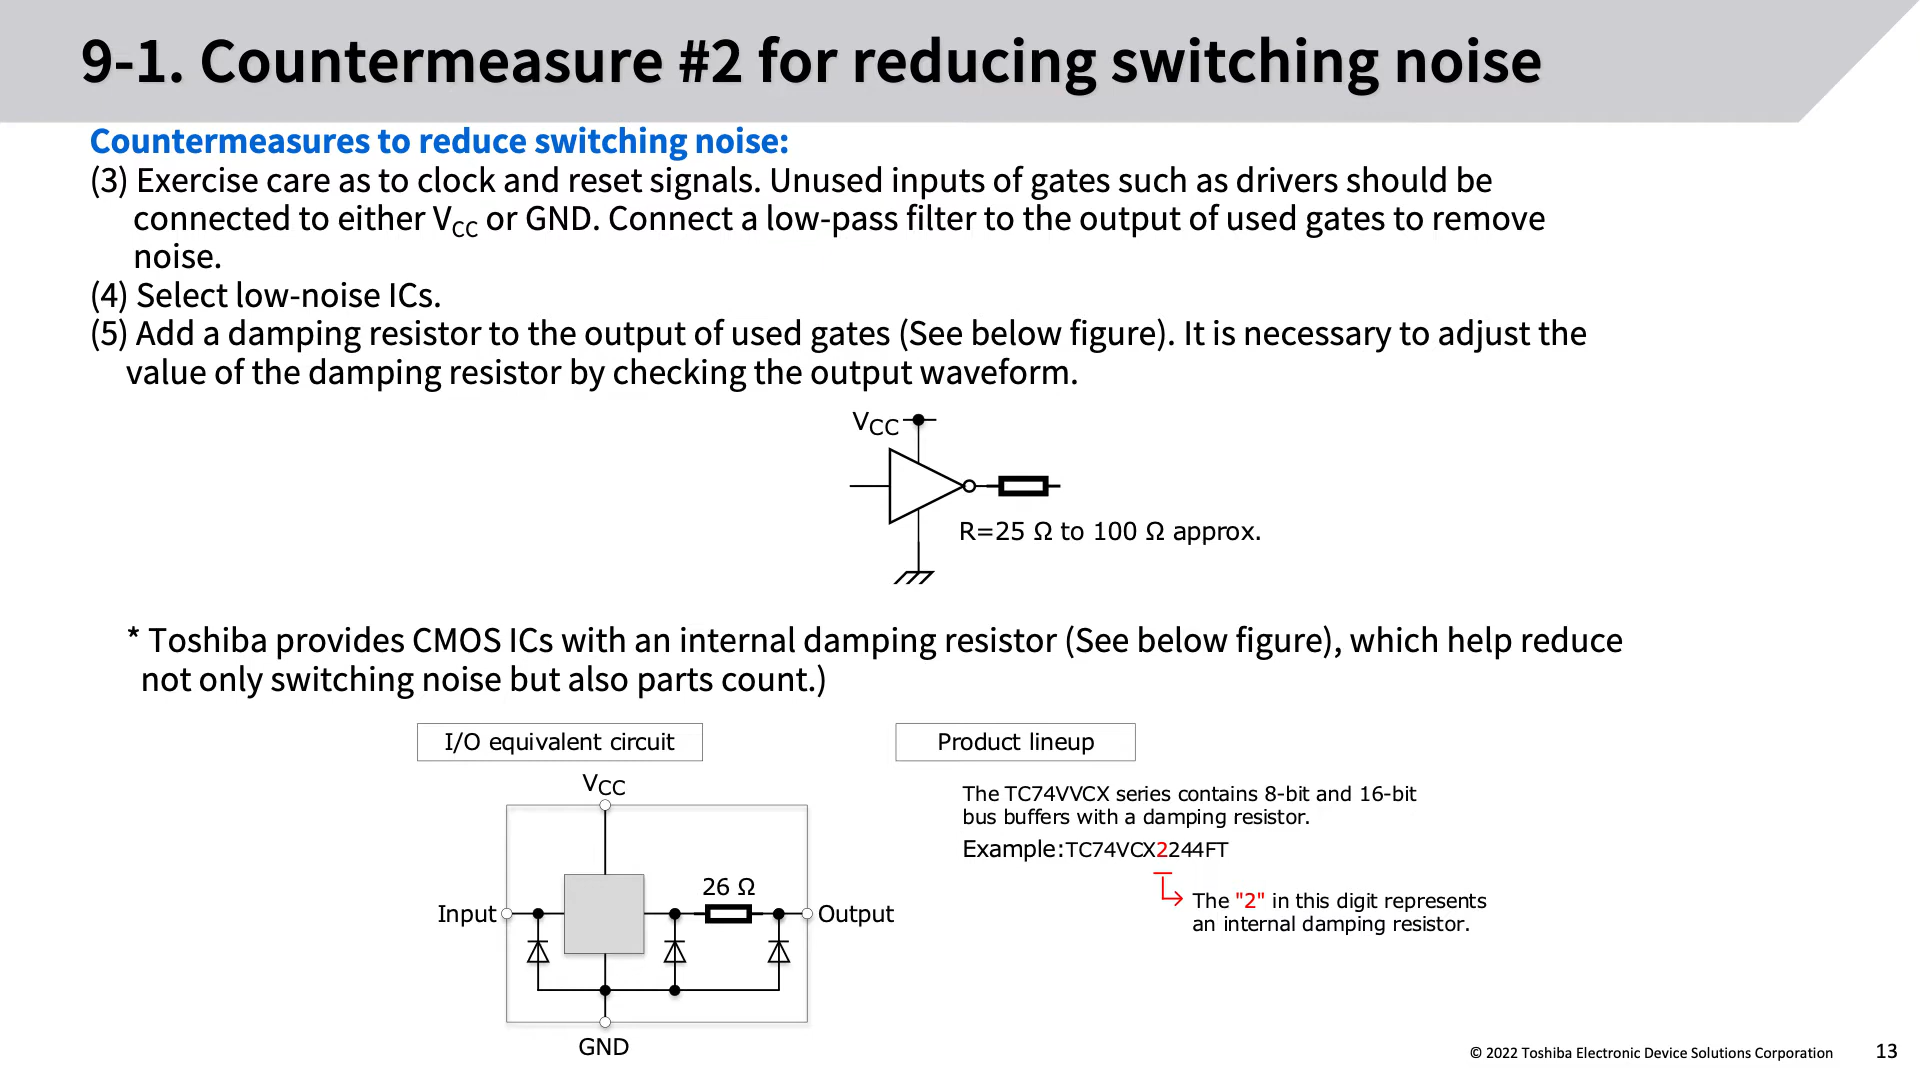 9-1. Countermeasure #2 for reducing switching noise
Countermeasures to reduce switching noise:
(3) Exercise care as to clock and reset signals. Unused inputs of gates such as drivers should be
connected to either VCC or GND. Connect a low-pass filter to the output of used gates to remove
noise.
(4) Select low-noise ICs.
(5) Add a damping resistor to the output of used gates (See below figure). It is necessary to adjust the
value of the damping resistor by checking the output waveform.
VCC
R=25 Ω to 100 Ω approx.
* Toshiba provides CMOS ICs with an internal damping resistor (See below figure), which help reduce
not only switching noise but also parts count.)
I/O equivalent circuit
VCC
26 Ω
Input
Output
GND
Product lineup
The TC74VVCX series contains 8-bit and 16-bit
bus buffers with a damping resistor.
Example:TC74VCX2244FT
The "2" in this digit represents
an internal damping resistor.
© 2022 Toshiba Electronic Device Solutions Corporation
13